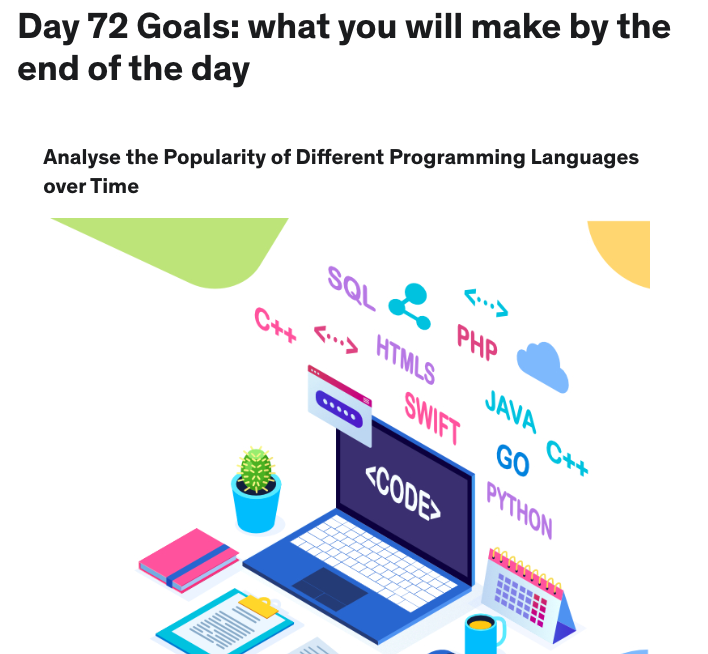 Day 72 Goals: what you will make by the
end of the day
Analyse the Popularity of Different Programming Languages
over Time
SQL
<···>
C++
<···>
PHP
HTMLS
SWIFT
JAVA
GO
C++
<CODE>
PYTHON